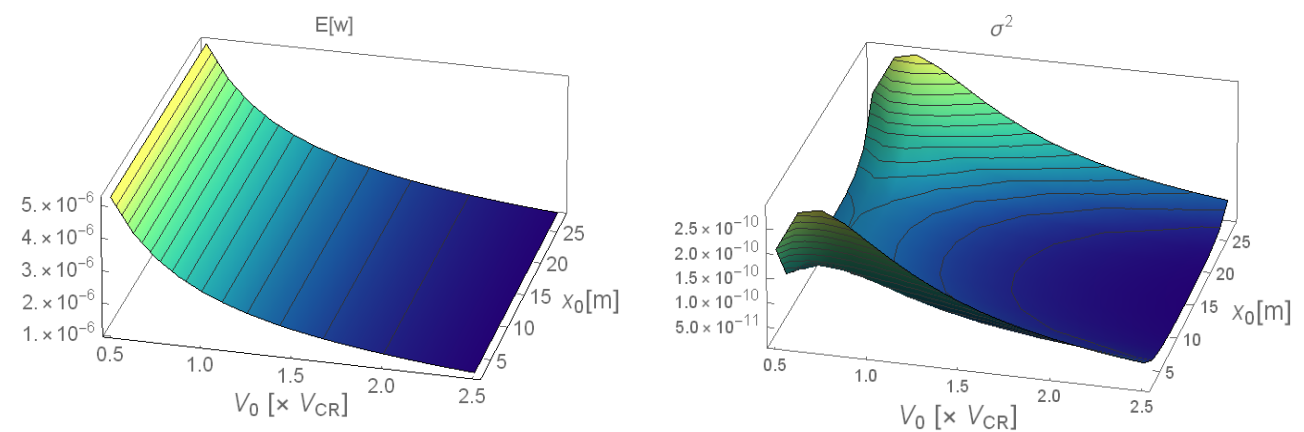 E[w]
5. × 10⁻⁶
4. × 10⁻⁶
3. × 10⁻⁶
2. × 10⁻⁶
1. × 10⁻⁶
0.5
1.0
1.5
2.0
2.5
V₀ [× V_CR]
25
20
15
10
5
x₀[m]
σ²
2.5 × 10⁻¹⁰
2.0 × 10⁻¹⁰
1.5 × 10⁻¹⁰
1.0 × 10⁻¹⁰
5.0 × 10⁻¹¹
0.5
1.0
1.5
2.0
2.5
V₀ [× V_CR]
25
20
15
10
5
x₀[m]